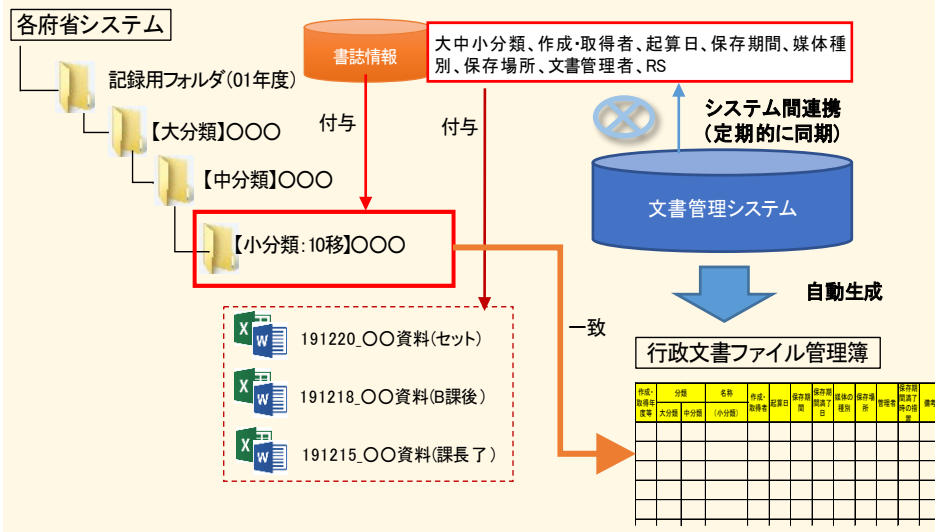 各府省システム
記録用フォルダ(01年度)
【大分類】〇〇〇
【中分類】〇〇〇
【小分類:10移】〇〇〇
書誌情報
付与
付与
大中小分類、作成・取得者、起算日、保存期間、媒体種
別、保存場所、文書管理者、RS
システム間連携
(定期的に同期)
文書管理システム
自動生成
191220_〇〇資料(セット)
191218_〇〇資料(B課後)
191215_〇〇資料(課長了)
一致
行政文書ファイル管理簿
作成・
取得年
度等
分類
大分類
中分類
名称
(小分類)
作成・
取得者
起算日
保存期
間
保存期
間満了
日
媒体の
種別
保存場
所
管理者
保存期
間満了
時の措
置
備考